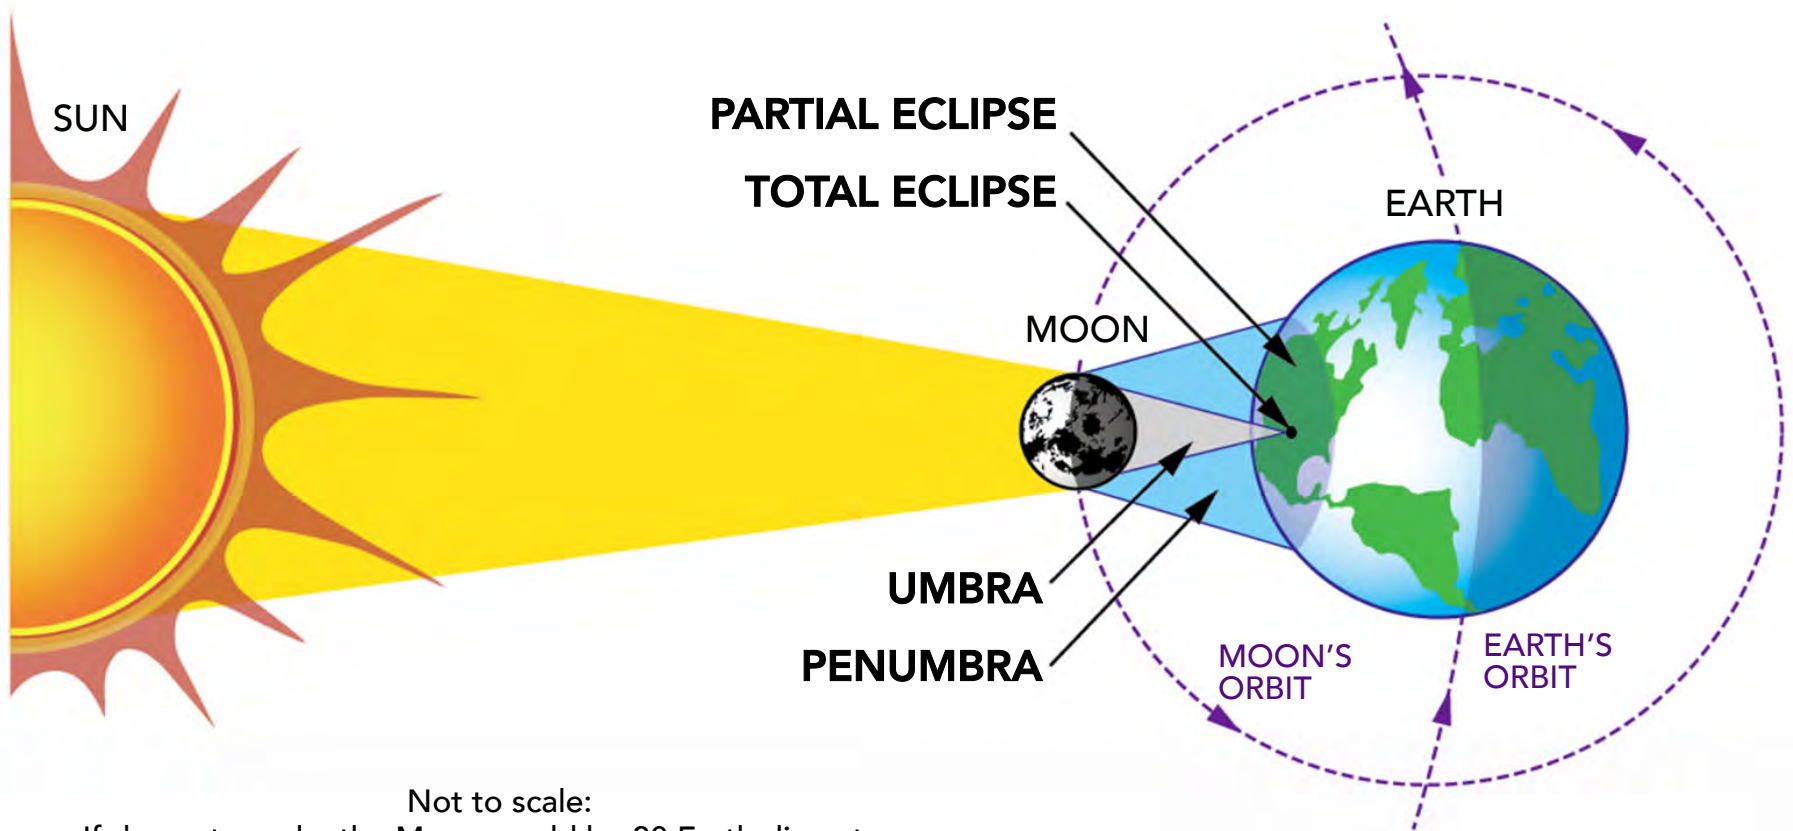 SUN
PARTIAL ECLIPSE
TOTAL ECLIPSE
EARTH
MOON
UMBRA
PENUMBRA
MOON'S
ORBIT
EARTH'S
ORBIT
Not to scale: